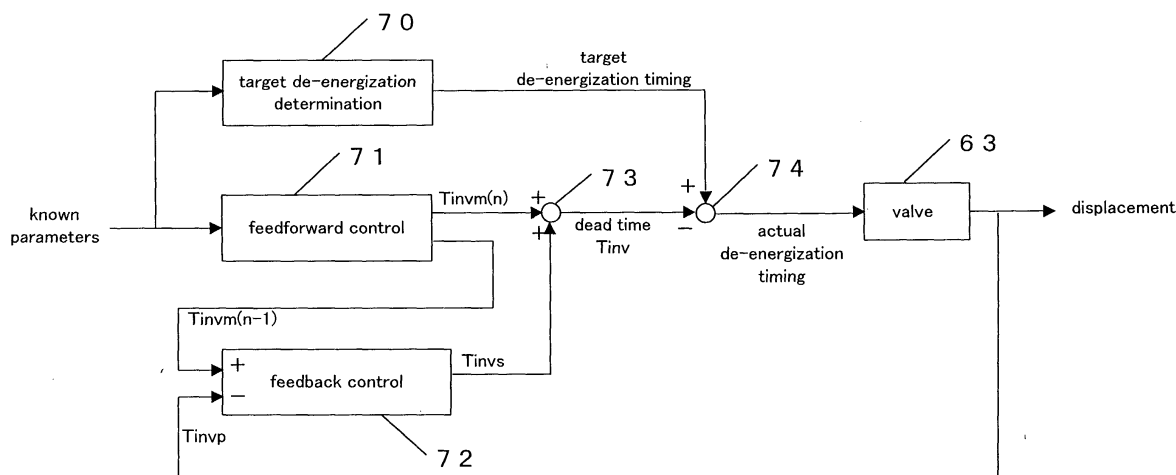 70
target de-energization
determination
target
de-energization timing
71
feedforward control
known
parameters
Tinvm(n)
+
+
73
dead time
Tinv
+
−
74
actual
de-energization
timing
63
valve
displacement
Tinvm(n-1)
+
−
feedback control
Tinvs
Tinvp
72